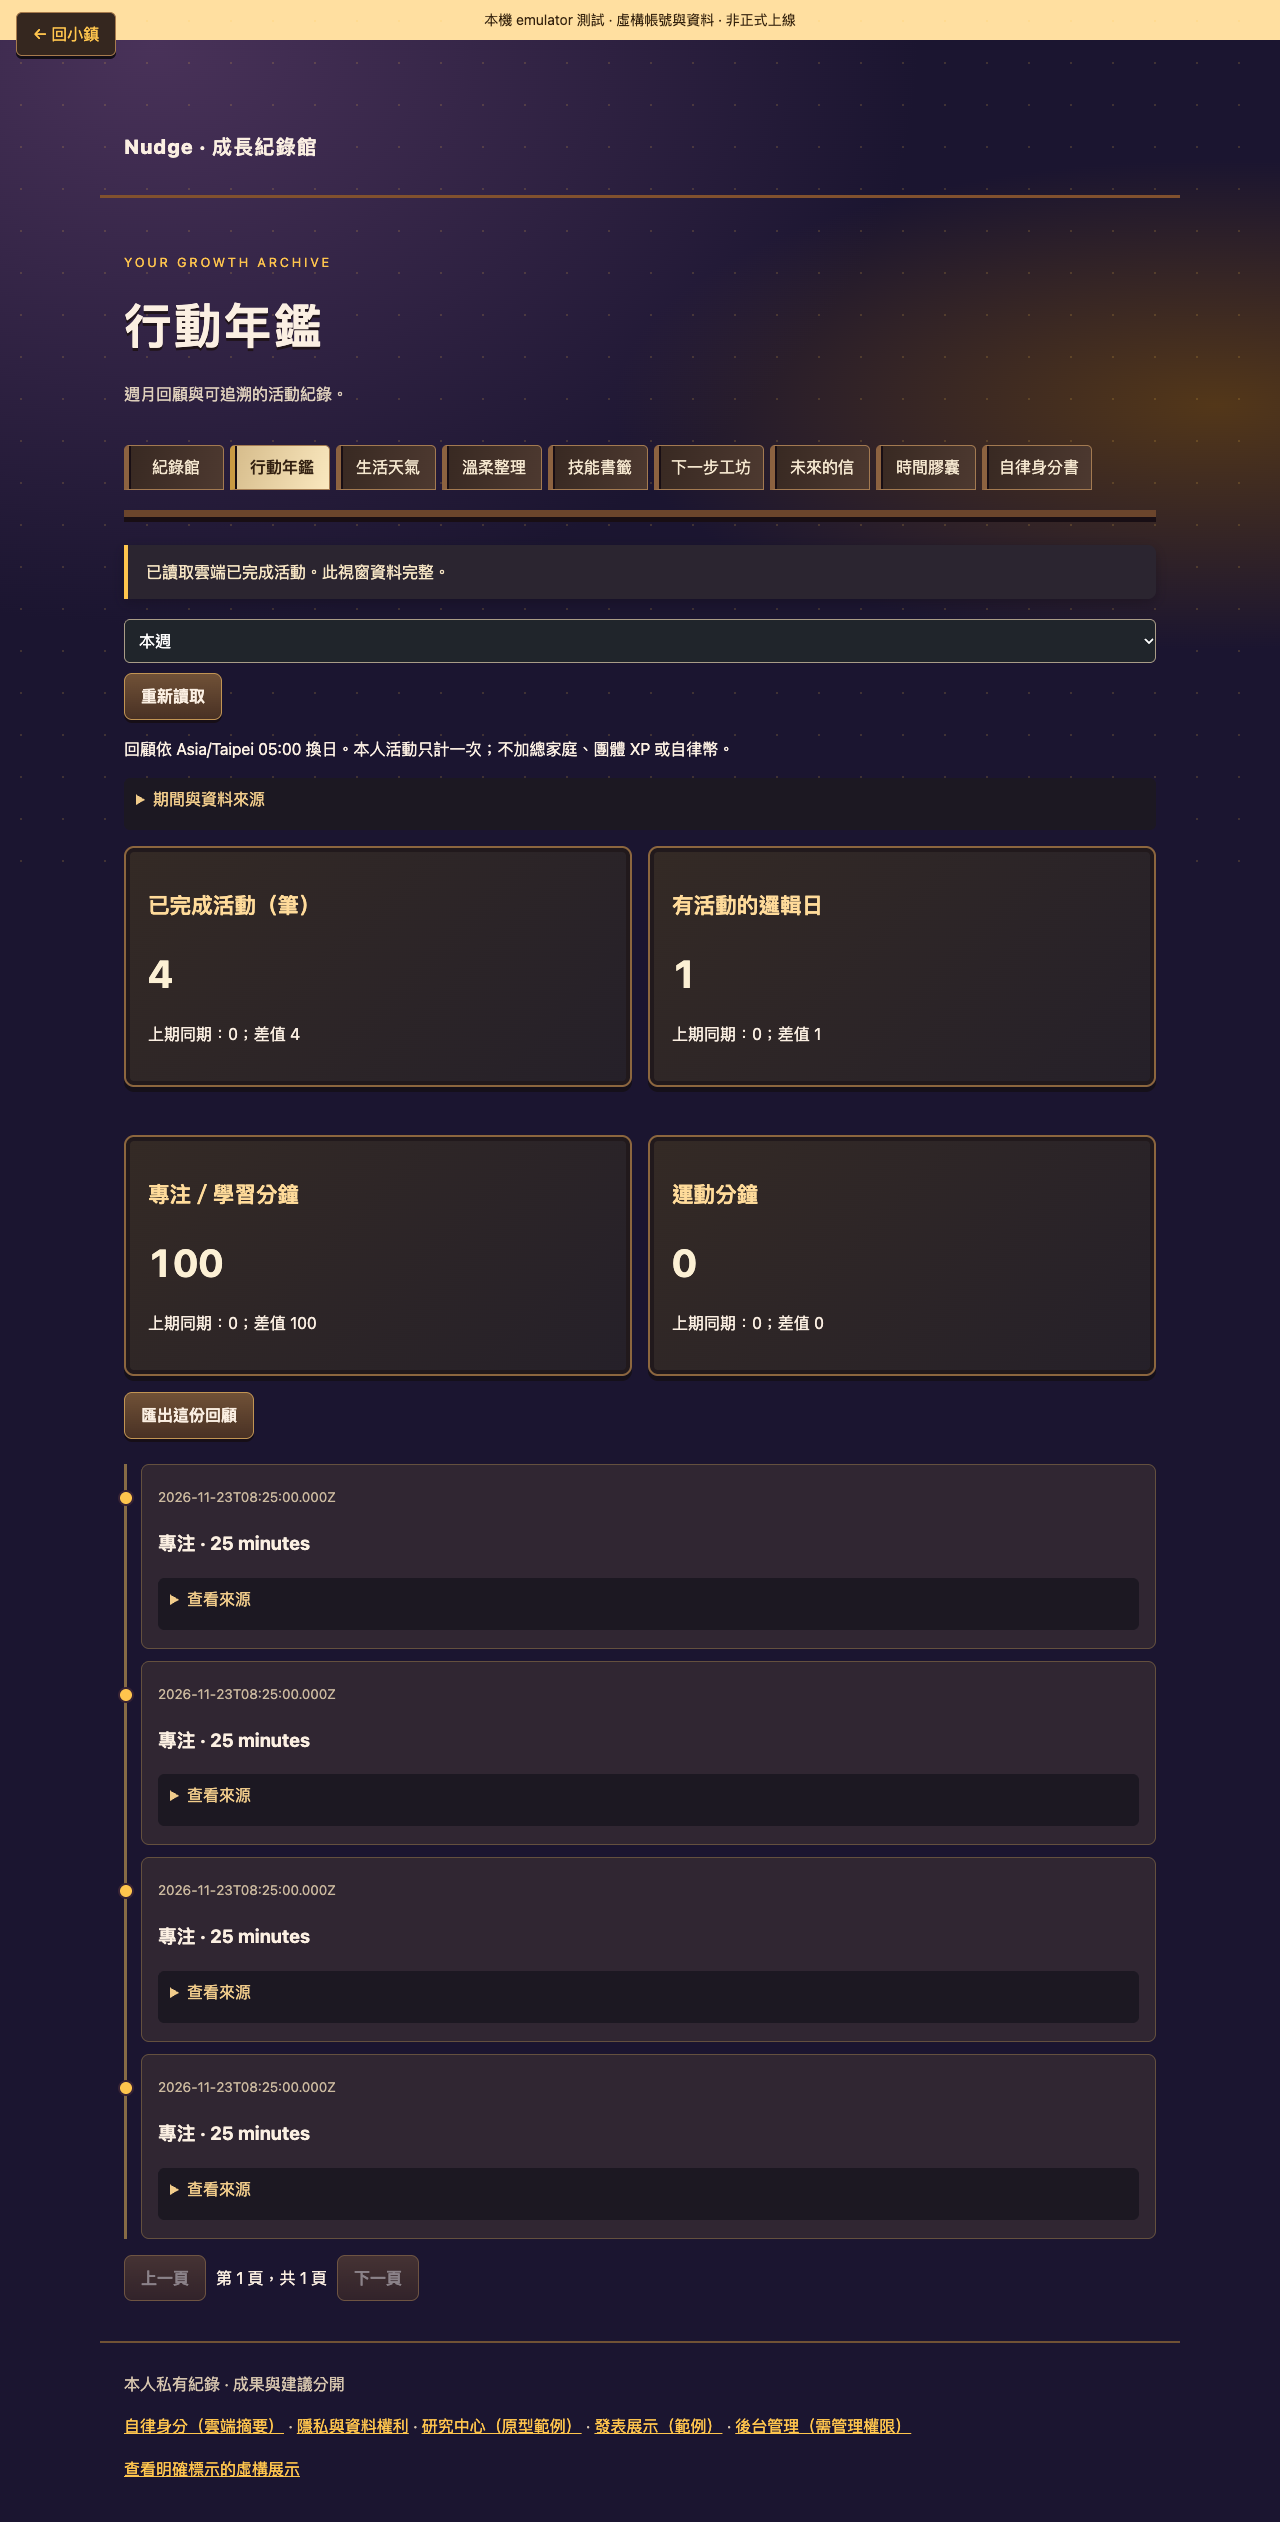 本機 emulator 測試 · 虛構帳號與資料 · 非正式上線
← 回小鎮
Nudge · 成長紀錄館
YOUR GROWTH ARCHIVE
行動年鑑
週月回顧與可追溯的活動紀錄。
紀錄館 行動年鑑 生活天氣 溫柔整理 技能書籤 下一步工坊 未來的信 時間膠囊 自律身分書
已讀取雲端已完成活動。此視窗資料完整。
本週
重新讀取
回顧依 Asia/Taipei 05:00 換日。本人活動只計一次；不加總家庭、團體 XP 或自律幣。
▶ 期間與資料來源
已完成活動（筆）
4
上期同期：0；差值 4
有活動的邏輯日
1
上期同期：0；差值 1
專注 / 學習分鐘
100
上期同期：0；差值 100
運動分鐘
0
上期同期：0；差值 0
匯出這份回顧
2026-11-23T08:25:00.000Z
專注 · 25 minutes
▶ 查看來源
2026-11-23T08:25:00.000Z
專注 · 25 minutes
▶ 查看來源
2026-11-23T08:25:00.000Z
專注 · 25 minutes
▶ 查看來源
2026-11-23T08:25:00.000Z
專注 · 25 minutes
▶ 查看來源
上一頁 第 1 頁，共 1 頁 下一頁
本人私有紀錄 · 成果與建議分開
自律身分（雲端摘要） · 隱私與資料權利 · 研究中心（原型範例） · 發表展示（範例） · 後台管理（需管理權限）
查看明確標示的虛構展示